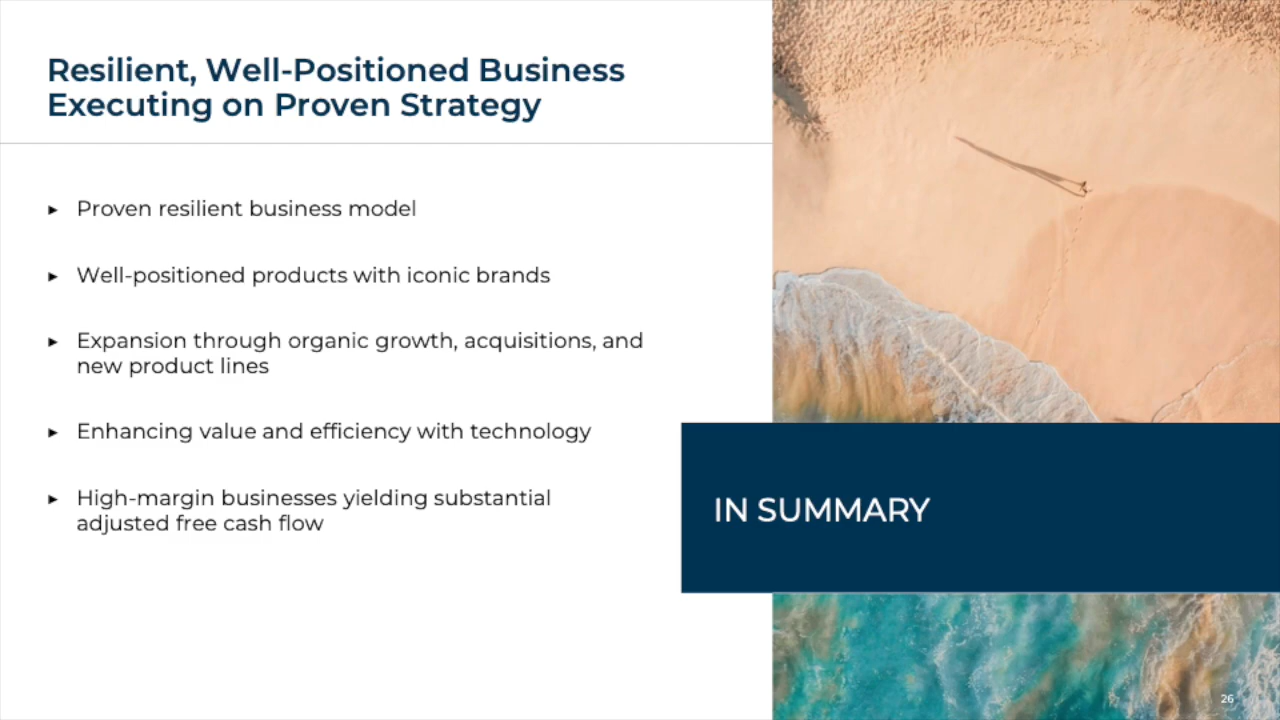 Resilient, Well-Positioned Business
Executing on Proven Strategy
▸ Proven resilient business model
▸ Well-positioned products with iconic brands
▸ Expansion through organic growth, acquisitions, and
new product lines
▸ Enhancing value and efficiency with technology
▸ High-margin businesses yielding substantial
adjusted free cash flow
IN SUMMARY
26